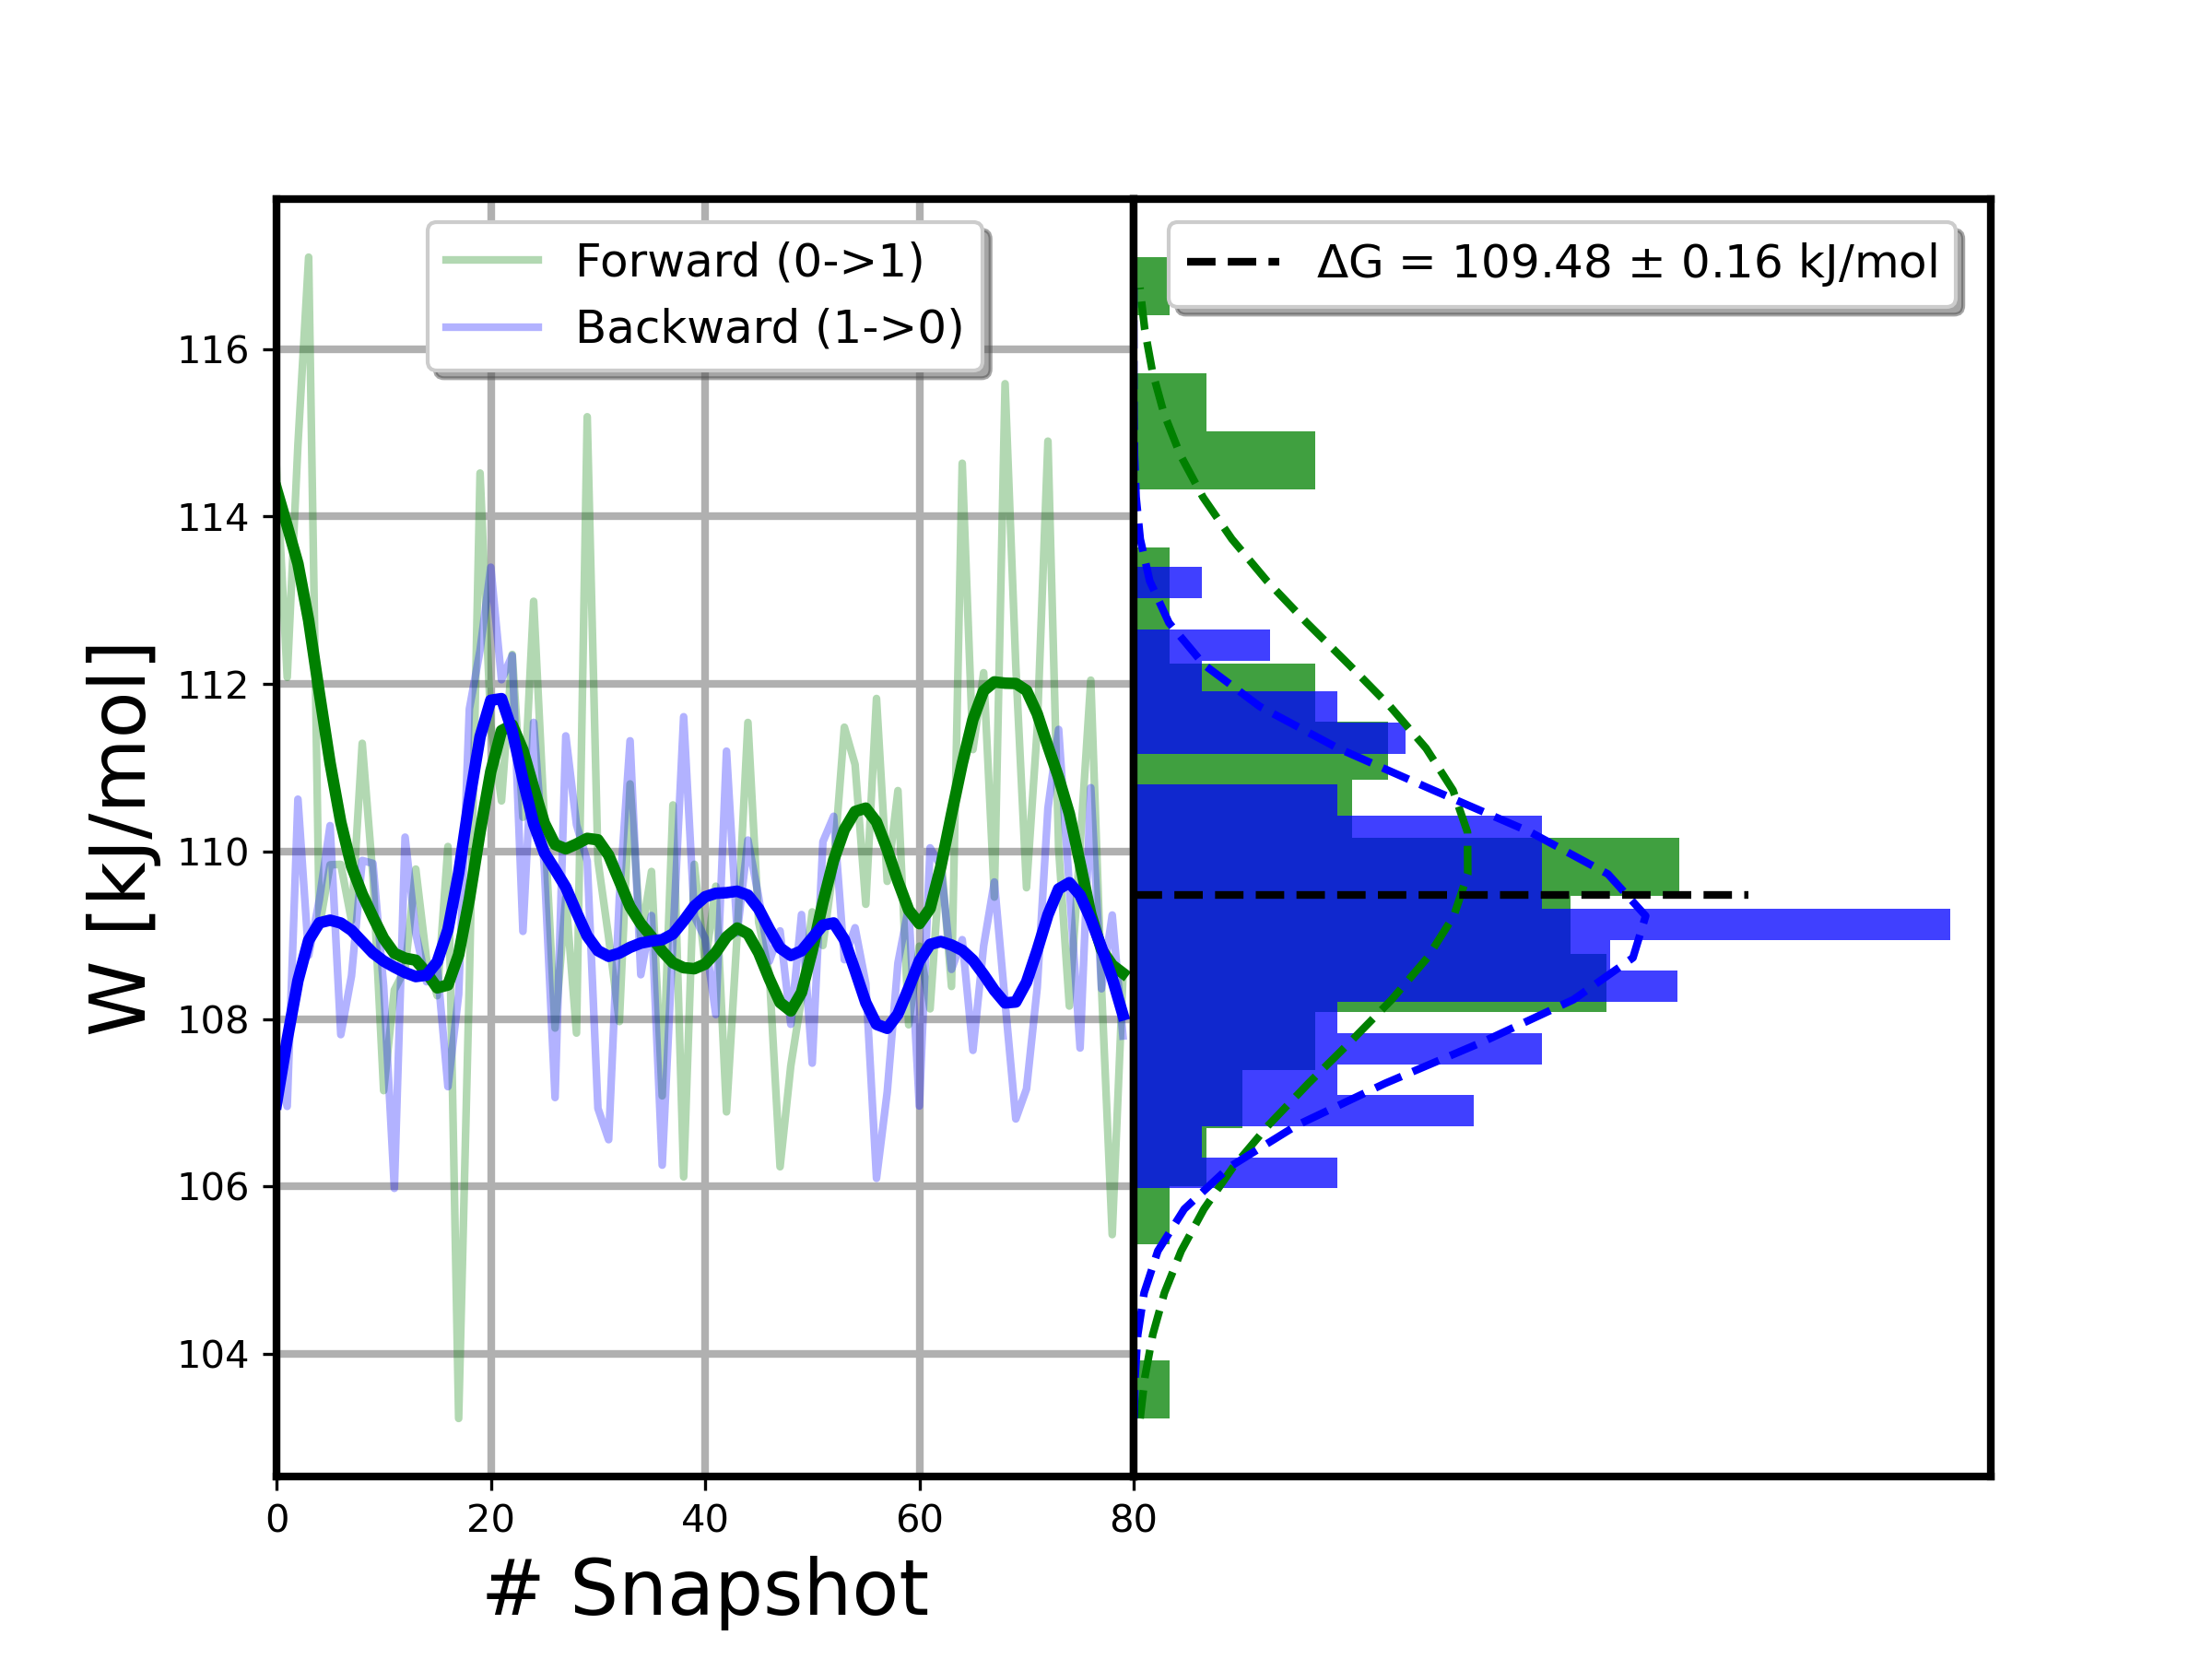 Forward (0->1)
Backward (1->0)
ΔG = 109.48 ± 0.16 kJ/mol
W [kJ/mol]
116
114
112
110
108
106
104
0 20 40 60 80
# Snapshot